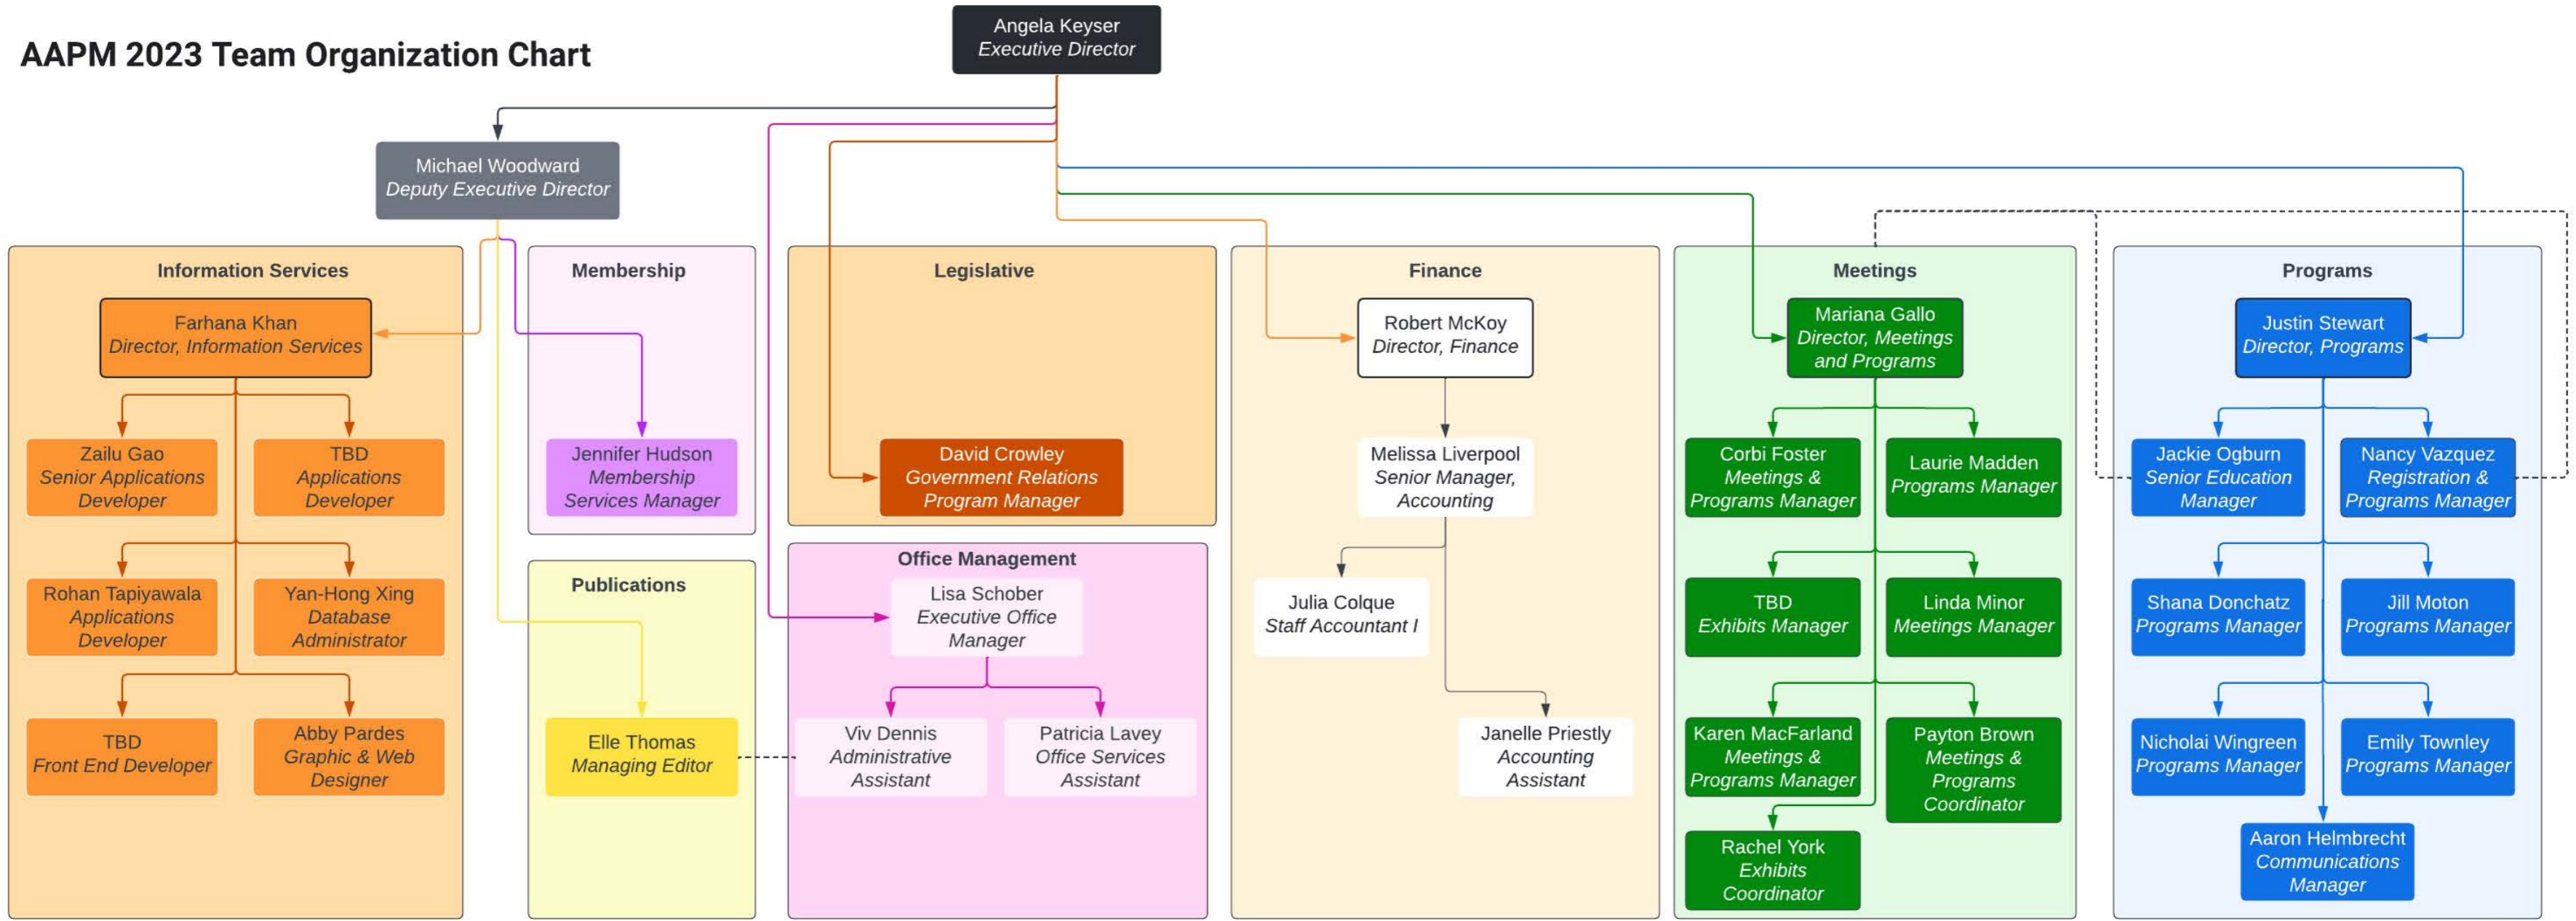 AAPM 2023 Team Organization Chart
Angela Keyser
Executive Director
Michael Woodward
Deputy Executive Director
Information Services
Farhana Khan
Director, Information Services
Zailu Gao
Senior Applications
Developer
TBD
Applications
Developer
Rohan Tapiyawala
Applications
Developer
Yan-Hong Xing
Database
Administrator
TBD
Front End Developer
Abby Pardes
Graphic & Web
Designer
Membership
Jennifer Hudson
Membership
Services Manager
Publications
Elle Thomas
Managing Editor
Legislative
David Crowley
Government Relations
Program Manager
Office Management
Lisa Schober
Executive Office
Manager
Viv Dennis
Administrative
Assistant
Patricia Lavey
Office Services
Assistant
Finance
Robert McKoy
Director, Finance
Melissa Liverpool
Senior Manager,
Accounting
Julia Colque
Staff Accountant I
Janelle Priestly
Accounting
Assistant
Meetings
Mariana Gallo
Director, Meetings
and Programs
Corbi Foster
Meetings &
Programs Manager
Laurie Madden
Programs Manager
TBD
Exhibits Manager
Linda Minor
Meetings Manager
Karen MacFarland
Meetings &
Programs Manager
Payton Brown
Meetings &
Programs
Coordinator
Rachel York
Exhibits
Coordinator
Programs
Justin Stewart
Director, Programs
Jackie Ogburn
Senior Education
Manager
Nancy Vazquez
Registration &
Programs Manager
Shana Donchatz
Programs Manager
Jill Moton
Programs Manager
Nicholai Wingreen
Programs Manager
Emily Townley
Programs Manager
Aaron Helmbrecht
Communications
Manager